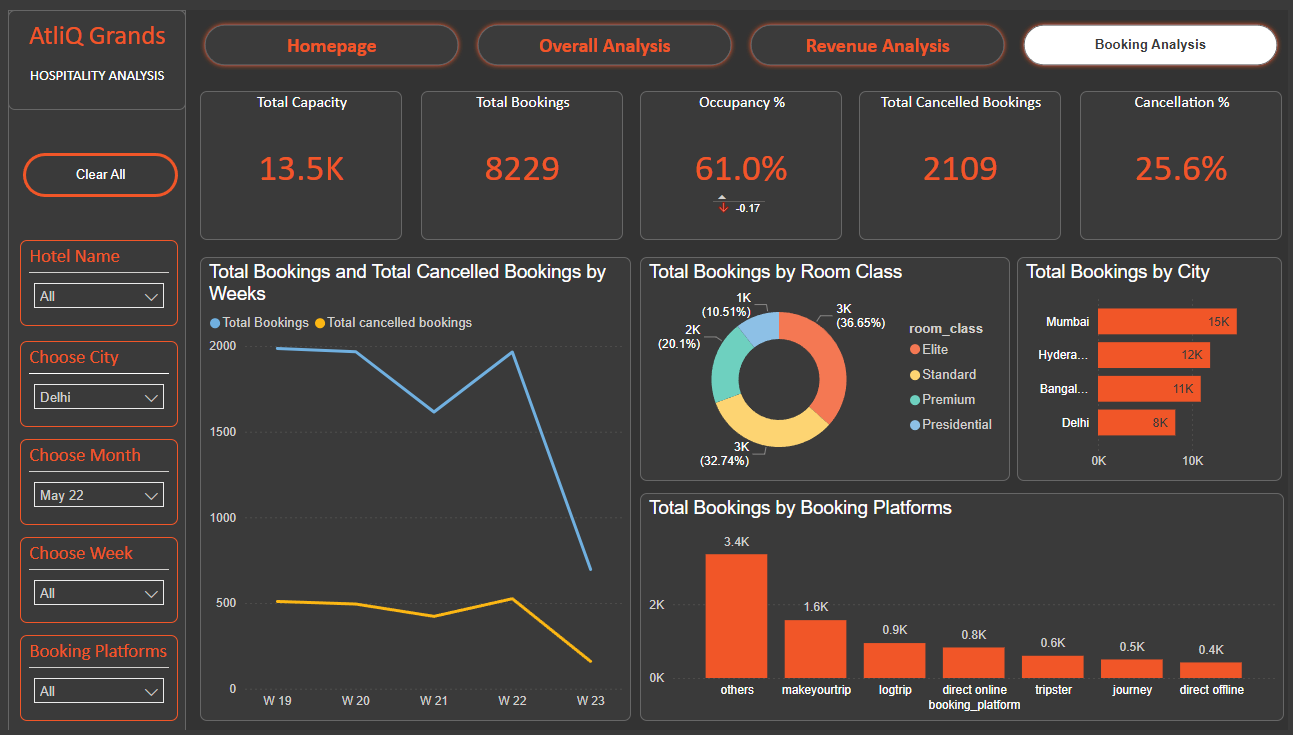 AtliQ Grands
HOSPITALITY ANALYSIS
Homepage
Overall Analysis
Revenue Analysis
Booking Analysis
Clear All
Hotel Name
All
Choose City
Delhi
Choose Month
May 22
Choose Week
All
Booking Platforms
All
Total Capacity
13.5K
Total Bookings
8229
Occupancy %
61.0%
-0.17
Total Cancelled Bookings
2109
Cancellation %
25.6%
Total Bookings and Total Cancelled Bookings by
Weeks
Total Bookings
Total cancelled bookings
2000
1500
1000
500
0
W 19
W 20
W 21
W 22
W 23
Total Bookings by Room Class
1K
(10.51%)
3K
(36.65%)
2K
(20.1%)
3K
(32.74%)
room_class
Elite
Standard
Premium
Presidential
Total Bookings by City
Mumbai
15K
Hydera...
12K
Bangal...
11K
Delhi
8K
0K
10K
Total Bookings by Booking Platforms
2K
0K
3.4K
1.6K
0.9K
0.8K
0.6K
0.5K
0.4K
others
makeyourtrip
logtrip
direct online
tripster
journey
direct offline
booking_platform